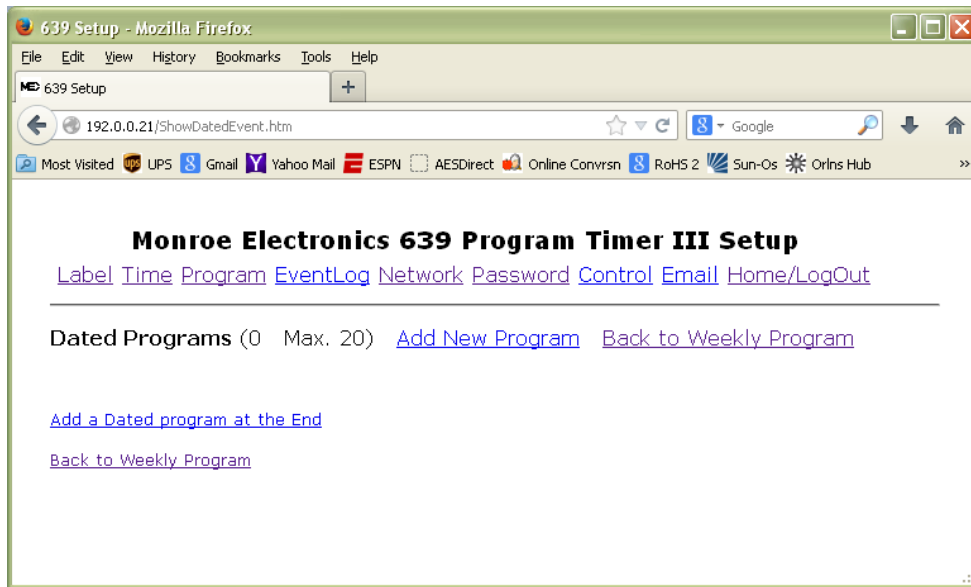 639 Setup - Mozilla Firefox
File Edit View History Bookmarks Tools Help
639 Setup
192.0.0.21/ShowDatedEvent.htm Google
Most Visited UPS Gmail Yahoo Mail ESPN AESDirect Online Convrsn RoHS 2 Sun-Os OrIns Hub
Monroe Electronics 639 Program Timer III Setup
Label Time Program EventLog Network Password Control Email Home/LogOut
Dated Programs (0 Max. 20) Add New Program Back to Weekly Program
Add a Dated program at the End
Back to Weekly Program